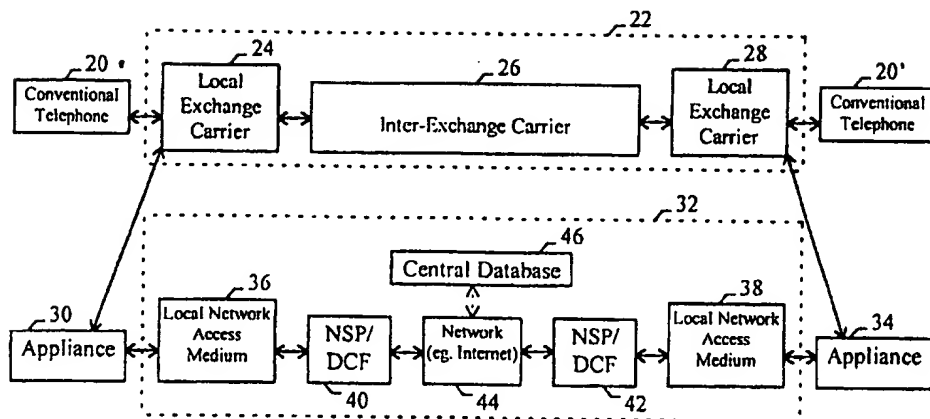 22
24
26
28
20
20'
Conventional
Telephone
Local
Exchange
Carrier
Inter-Exchange Carrier
Local
Exchange
Carrier
Conventional
Telephone
32
46
Central Database
36
38
30
34
Appliance
Local Network
Access
Medium
NSP/
DCF
Network
(eg. Internet)
NSP/
DCF
Local Network
Access
Medium
Appliance
40
44
42